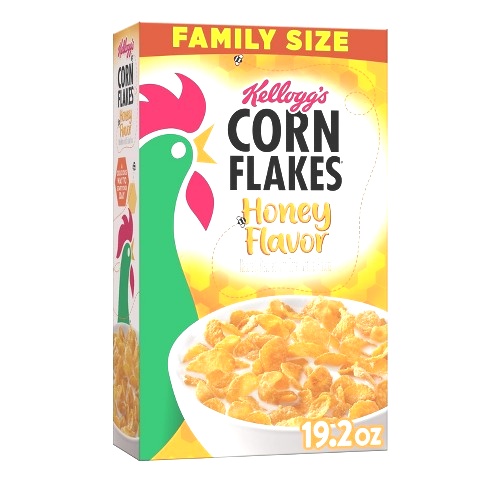 FAMILY SIZE
Kellogg's
CORN
FLAKES
Honey
Flavor
19.2oz
Kellogg's
CORN
FLAKES
Honey
Flavor